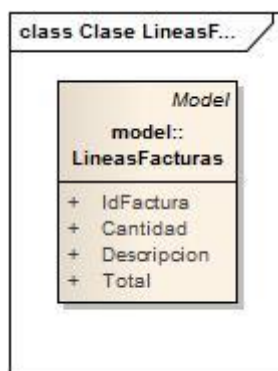 class Clase LineasF...
Model
model::
LineasFacturas
+ IdFactura
+ Cantidad
+ Descripcion
+ Total